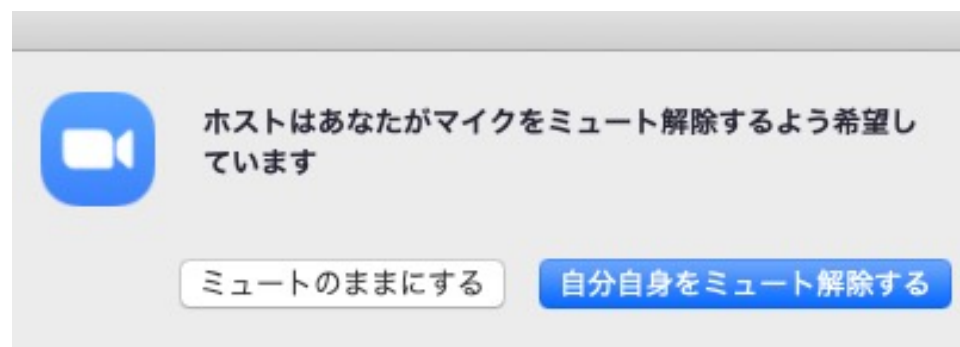 ホストはあなたがマイクをミュート解除するよう希望し
ています
ミュートのままにする
自分自身をミュート解除する